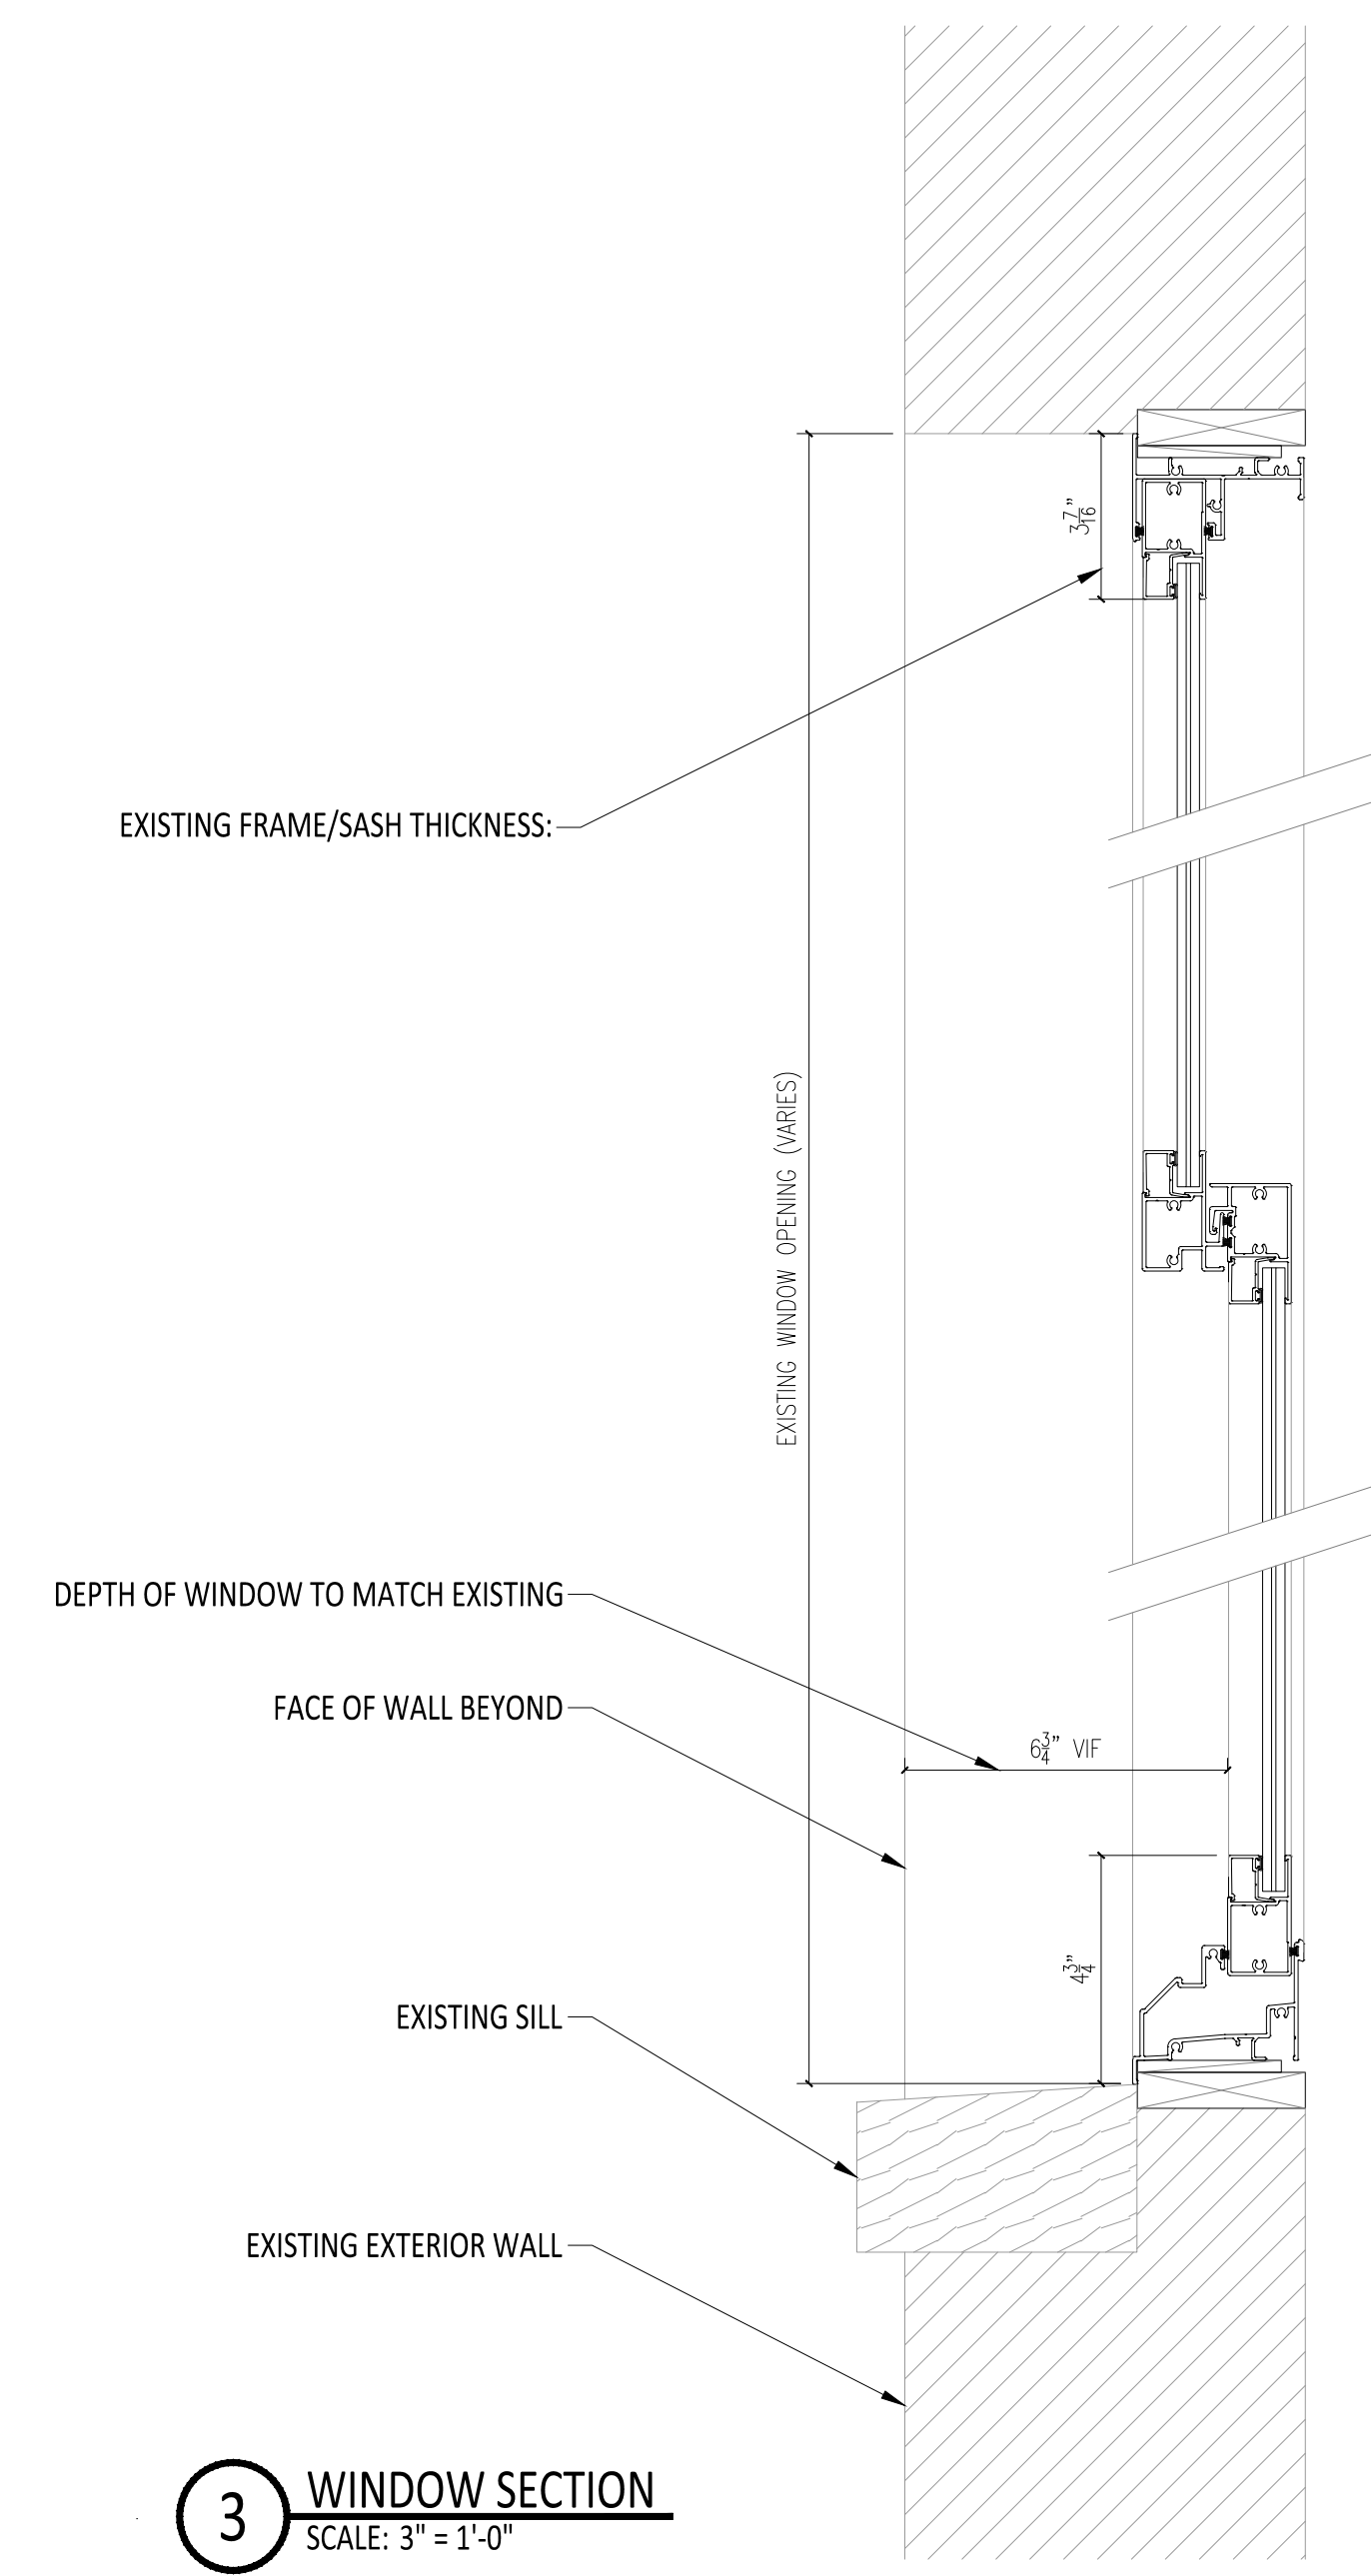 3 7/16"
EXISTING FRAME/SASH THICKNESS:
EXISTING WINDOW OPENING (VARIES)
DEPTH OF WINDOW TO MATCH EXISTING
FACE OF WALL BEYOND
6 3/4" VIF
4 3/4"
EXISTING SILL
EXISTING EXTERIOR WALL
3
WINDOW SECTION
SCALE: 3" = 1'-0"